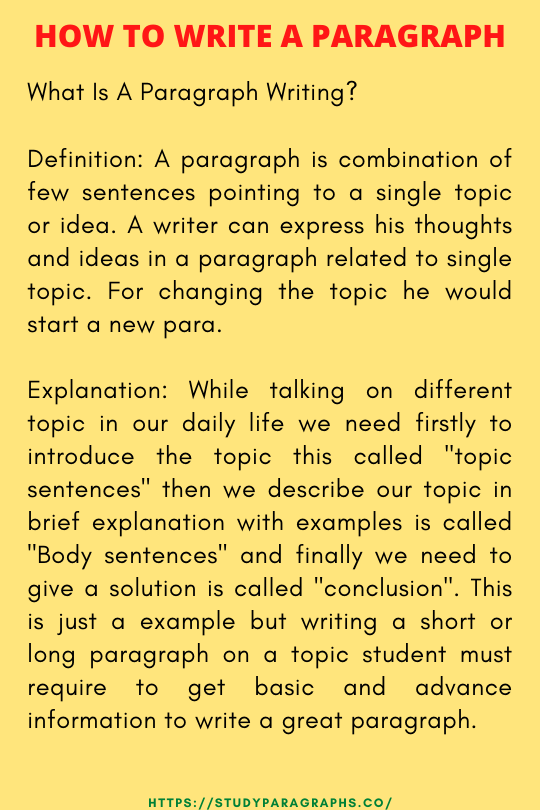 HOW TO WRITE A PARAGRAPH
What Is A Paragraph Writing?
Definition: A paragraph is combination of
few sentences pointing to a single topic
or idea. A writer can express his thoughts
and ideas in a paragraph related to single
topic. For changing the topic he would
start a new para.
Explanation: While talking on different
topic in our daily life we need firstly to
introduce the topic this called "topic
sentences" then we describe our topic in
brief explanation with examples is called
"Body sentences" and finally we need to
give a solution is called "conclusion". This
is just a example but writing a short or
long paragraph on a topic student must
require to get basic and advance
information to write a great paragraph.
HTTPS://STUDYPARAGRAPHS.CO/